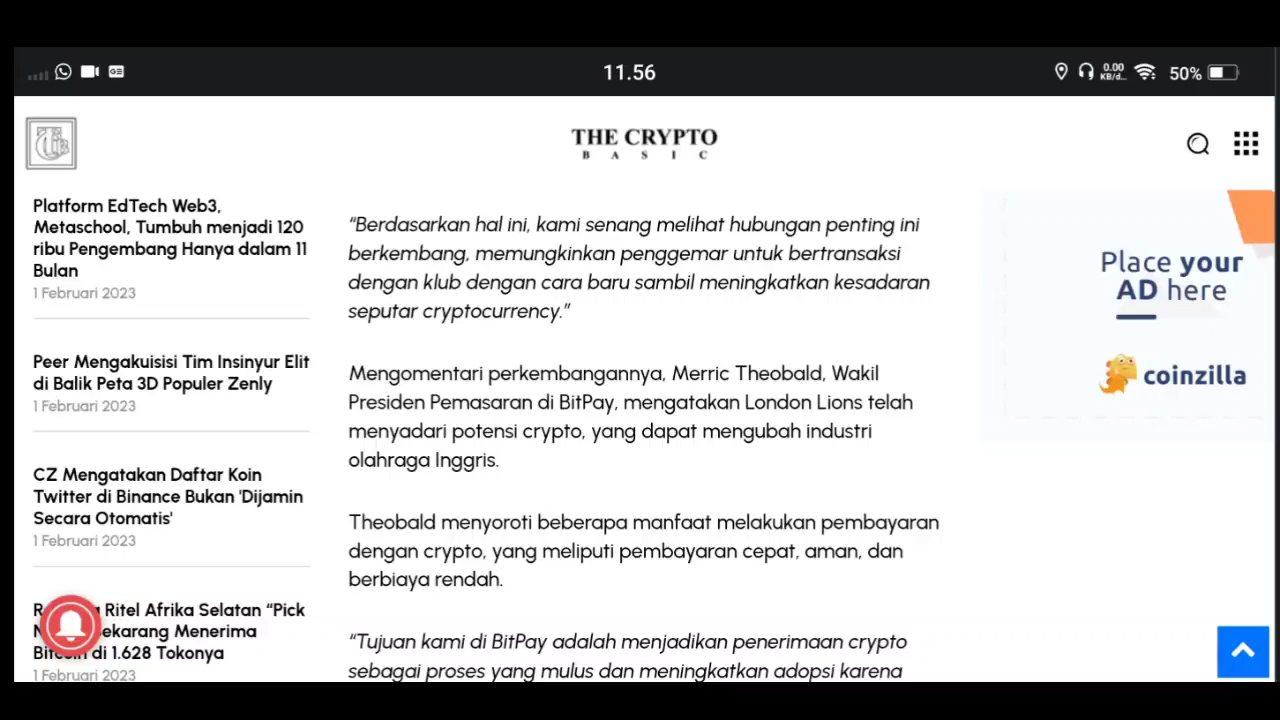 11.56
0.00
KB/d...
50%
THE CRYPTO
BASIC
Platform EdTech Web3,
Metaschool, Tumbuh menjadi 120
ribu Pengembang Hanya dalam 11
Bulan
1 Februari 2023
Peer Mengakuisisi Tim Insinyur Elit
di Balik Peta 3D Populer Zenly
1 Februari 2023
CZ Mengatakan Daftar Koin
Twitter di Binance Bukan 'Dijamin
Secara Otomatis'
1 Februari 2023
Ritel Afrika Selatan “Pick
ekarang Menerima
Bitcoin di 1.628 Tokonya
1 Februari 2023
“Berdasarkan hal ini, kami senang melihat hubungan penting ini
berkembang, memungkinkan penggemar untuk bertransaksi
dengan klub dengan cara baru sambil meningkatkan kesadaran
seputar cryptocurrency.”
Mengomentari perkembangannya, Merric Theobald, Wakil
Presiden Pemasaran di BitPay, mengatakan London Lions telah
menyadari potensi crypto, yang dapat mengubah industri
olahraga Inggris.
Theobald menyoroti beberapa manfaat melakukan pembayaran
dengan crypto, yang meliputi pembayaran cepat, aman, dan
berbiaya rendah.
“Tujuan kami di BitPay adalah menjadikan penerimaan crypto
sebagai proses yang mulus dan meningkatkan adopsi karena
Place your
AD here
coinzilla